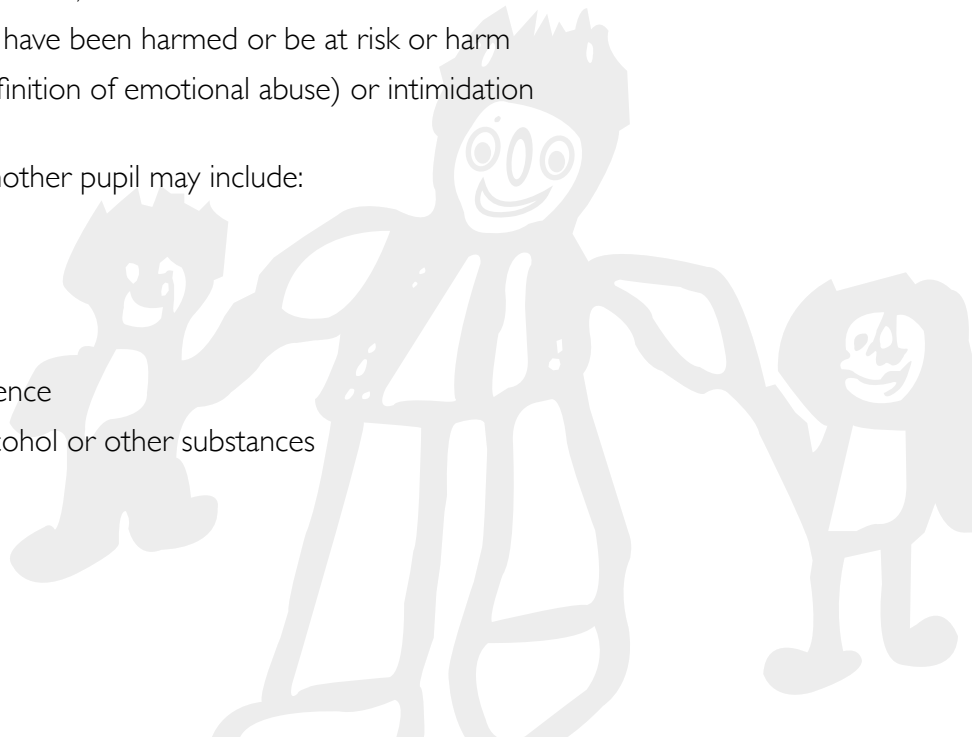 have been harmed or be at risk or harm
finition of emotional abuse) or intimidation
nother pupil may include:
ence
cohol or other substances